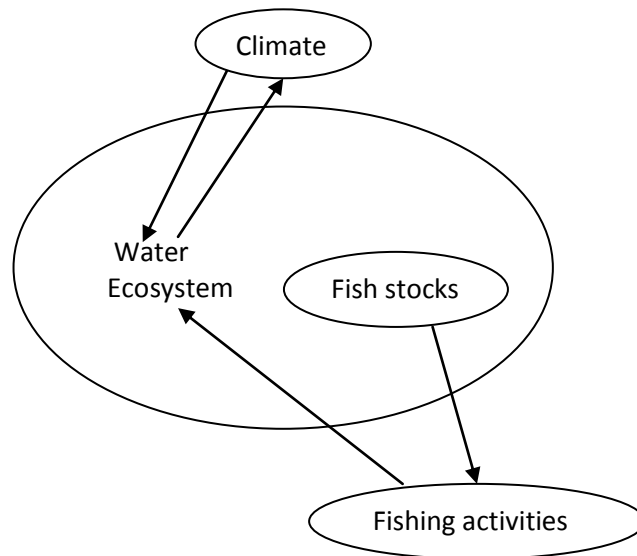 Climate
Water
Ecosystem
Fish stocks
Fishing activities